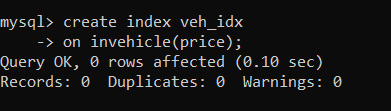 mysql> create index veh_idx
    -> on invehicle(price);
Query OK, 0 rows affected (0.10 sec)
Records: 0  Duplicates: 0  Warnings: 0